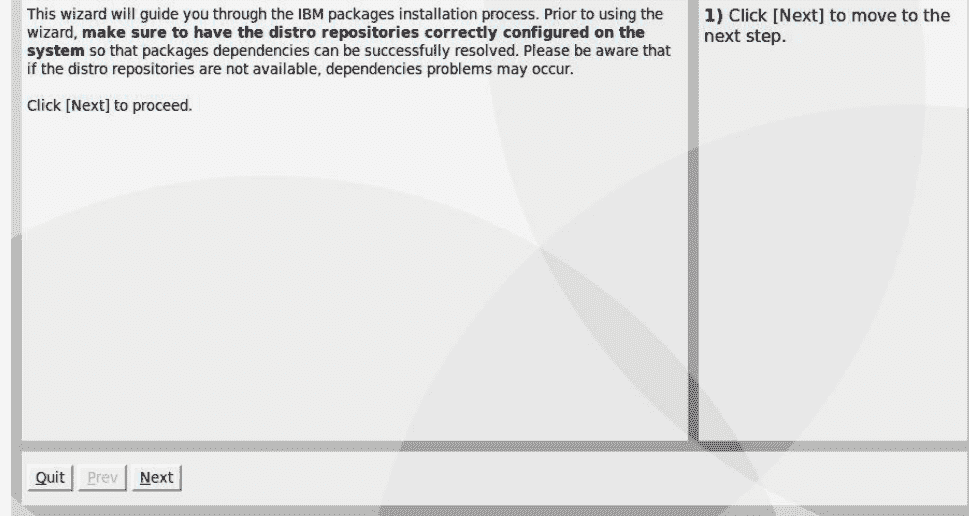 This wizard will guide you through the IBM packages installation process. Prior to using the
wizard, make sure to have the distro repositories correctly configured on the
system so that packages dependencies can be successfully resolved. Please be aware that
if the distro repositories are not available, dependencies problems may occur.
Click [Next] to proceed.
1) Click [Next] to move to the
next step.
Quit Prev Next